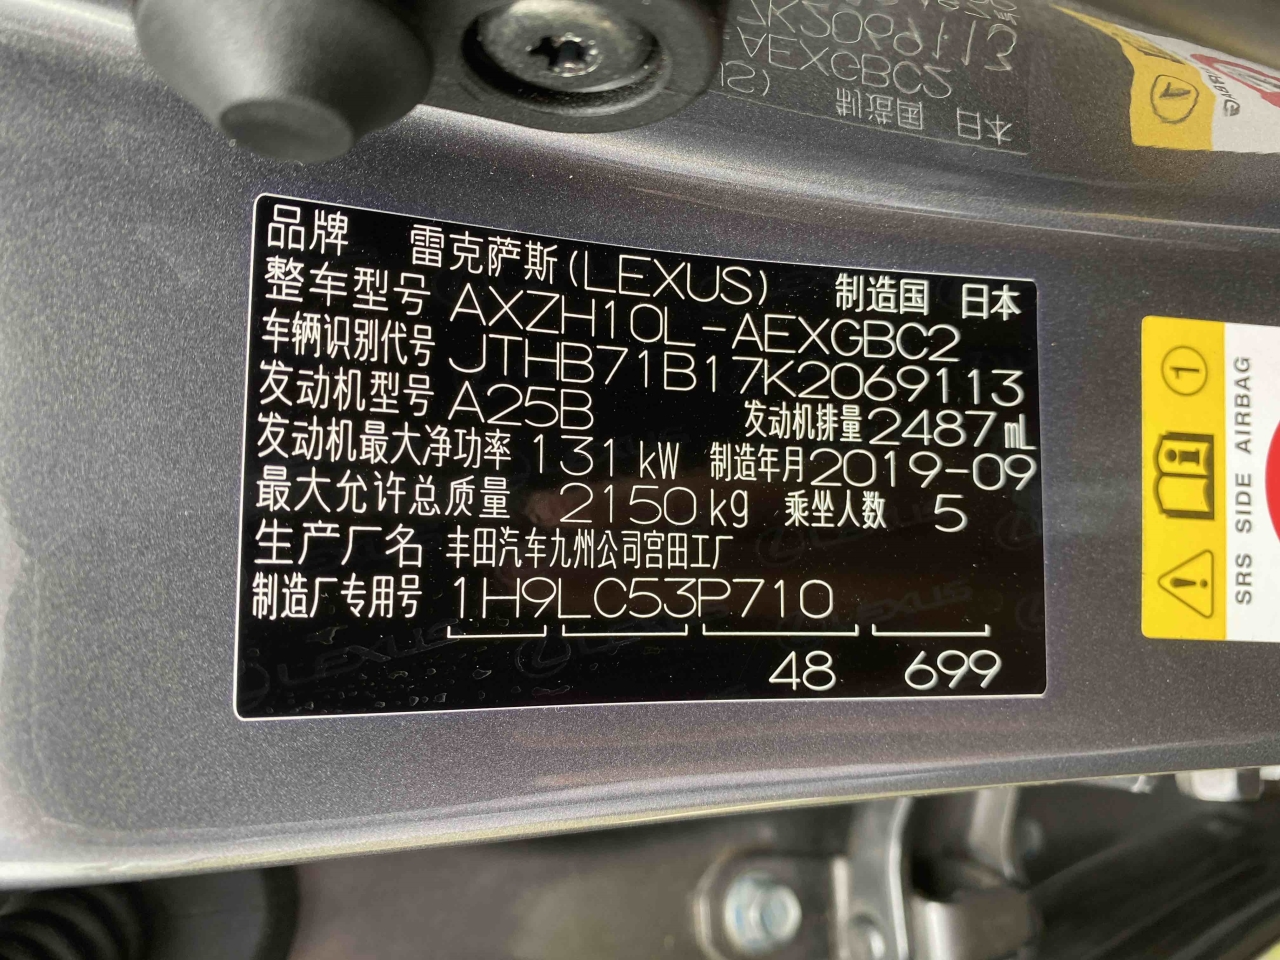 品牌 雷克萨斯(LEXUS) 制造国 日本
整车型号 AXZH10L-AEXGBC2
车辆识别代号 JTHB71B17K2069113
发动机型号 A25B 发动机排量 2487mL
发动机最大净功率 131kW 制造年月 2019-09
最大允许总质量 2150kg 乘坐人数 5
生产厂名 丰田汽车九州公司宫田工厂
制造厂专用号 1H9LC53P710
48 699
SRS SIDE AIRBAG